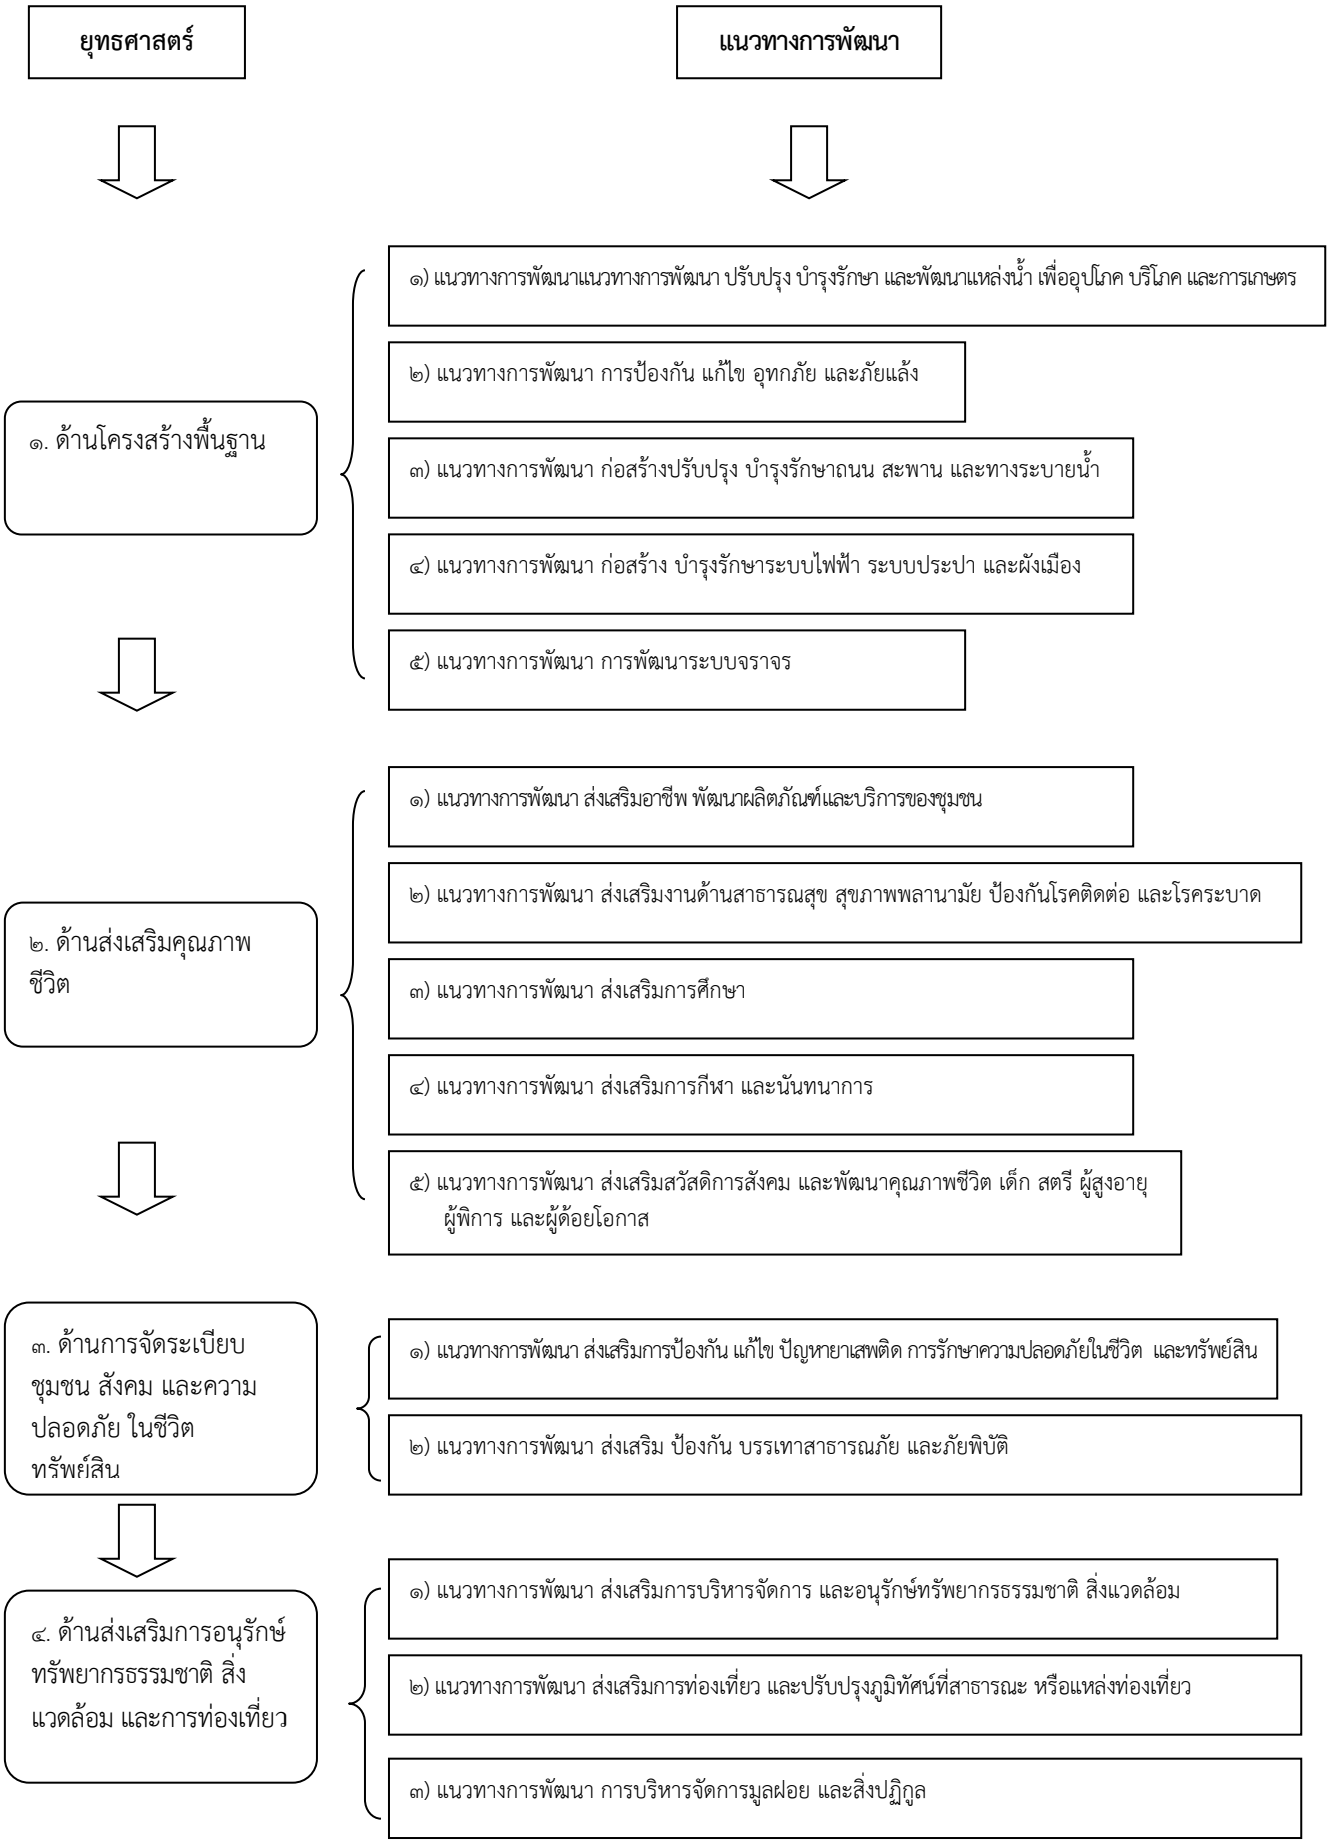 ยุทธศาสตร์
แนวทางการพัฒนา
๑. ด้านโครงสร้างพื้นฐาน
๑) แนวทางการพัฒนาแนวทางการพัฒนา ปรับปรุง บำรุงรักษา และพัฒนาแหล่งน้ำ เพื่ออุปโภค บริโภค และการเกษตร
๒) แนวทางการพัฒนา การป้องกัน แก้ไข อุทกภัย และภัยแล้ง
๓) แนวทางการพัฒนา ก่อสร้างปรับปรุง บำรุงรักษาถนน สะพาน และทางระบายน้ำ
๔) แนวทางการพัฒนา ก่อสร้าง บำรุงรักษาระบบไฟฟ้า ระบบประปา และผังเมือง
๕) แนวทางการพัฒนา การพัฒนาระบบจราจร
๒. ด้านส่งเสริมคุณภาพ
ชีวิต
๑) แนวทางการพัฒนา ส่งเสริมอาชีพ พัฒนาผลิตภัณฑ์และบริการของชุมชน
๒) แนวทางการพัฒนา ส่งเสริมงานด้านสาธารณสุข สุขภาพพลานามัย ป้องกันโรคติดต่อ และโรคระบาด
๓) แนวทางการพัฒนา ส่งเสริมการศึกษา
๔) แนวทางการพัฒนา ส่งเสริมการกีฬา และนันทนาการ
๕) แนวทางการพัฒนา ส่งเสริมสวัสดิการสังคม และพัฒนาคุณภาพชีวิต เด็ก สตรี ผู้สูงอายุ
ผู้พิการ และผู้ด้อยโอกาส
๓. ด้านการจัดระเบียบ
ชุมชน สังคม และความ
ปลอดภัย ในชีวิต
ทรัพย์สิน
๑) แนวทางการพัฒนา ส่งเสริมการป้องกัน แก้ไข ปัญหายาเสพติด การรักษาความปลอดภัยในชีวิต และทรัพย์สิน
๒) แนวทางการพัฒนา ส่งเสริม ป้องกัน บรรเทาสาธารณภัย และภัยพิบัติ
๔. ด้านส่งเสริมการอนุรักษ์
ทรัพยากรธรรมชาติ สิ่ง
แวดล้อม และการท่องเที่ยว
๑) แนวทางการพัฒนา ส่งเสริมการบริหารจัดการ และอนุรักษ์ทรัพยากรธรรมชาติ สิ่งแวดล้อม
๒) แนวทางการพัฒนา ส่งเสริมการท่องเที่ยว และปรับปรุงภูมิทัศน์ที่สาธารณะ หรือแหล่งท่องเที่ยว
๓) แนวทางการพัฒนา การบริหารจัดการมูลฝอย และสิ่งปฏิกูล